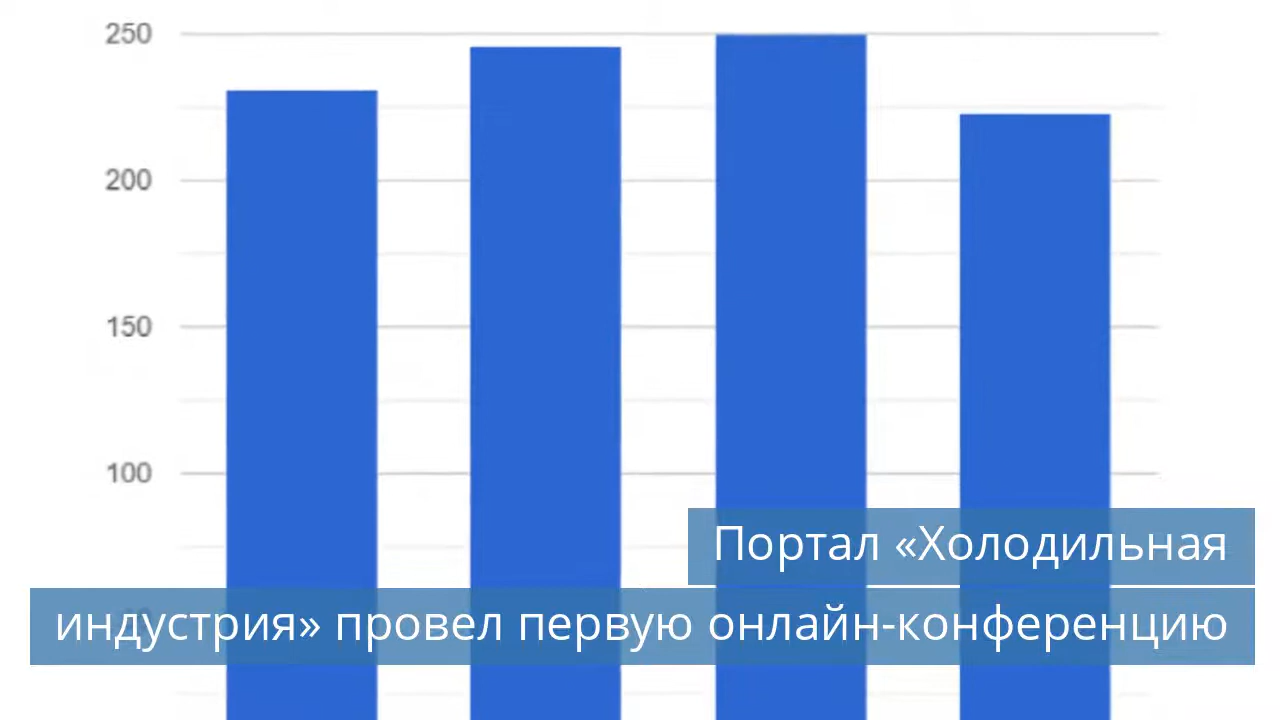 250
200
150
100
Портал «Холодильная
индустрия» провел первую онлайн-конференцию